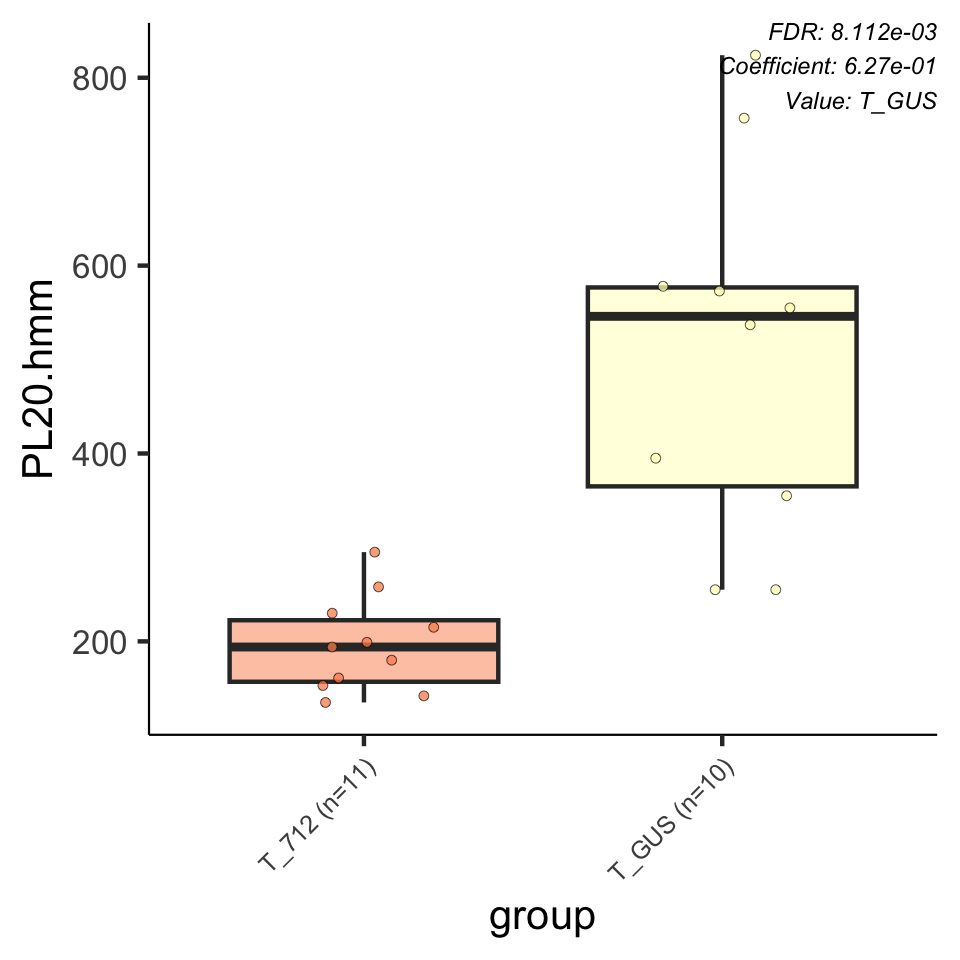 FDR: 8.112e-03
Coefficient: 6.27e-01
Value: T_GUS
800
600
400
200
PL20.hmm
T_712 (n=11)
T_GUS (n=10)
group